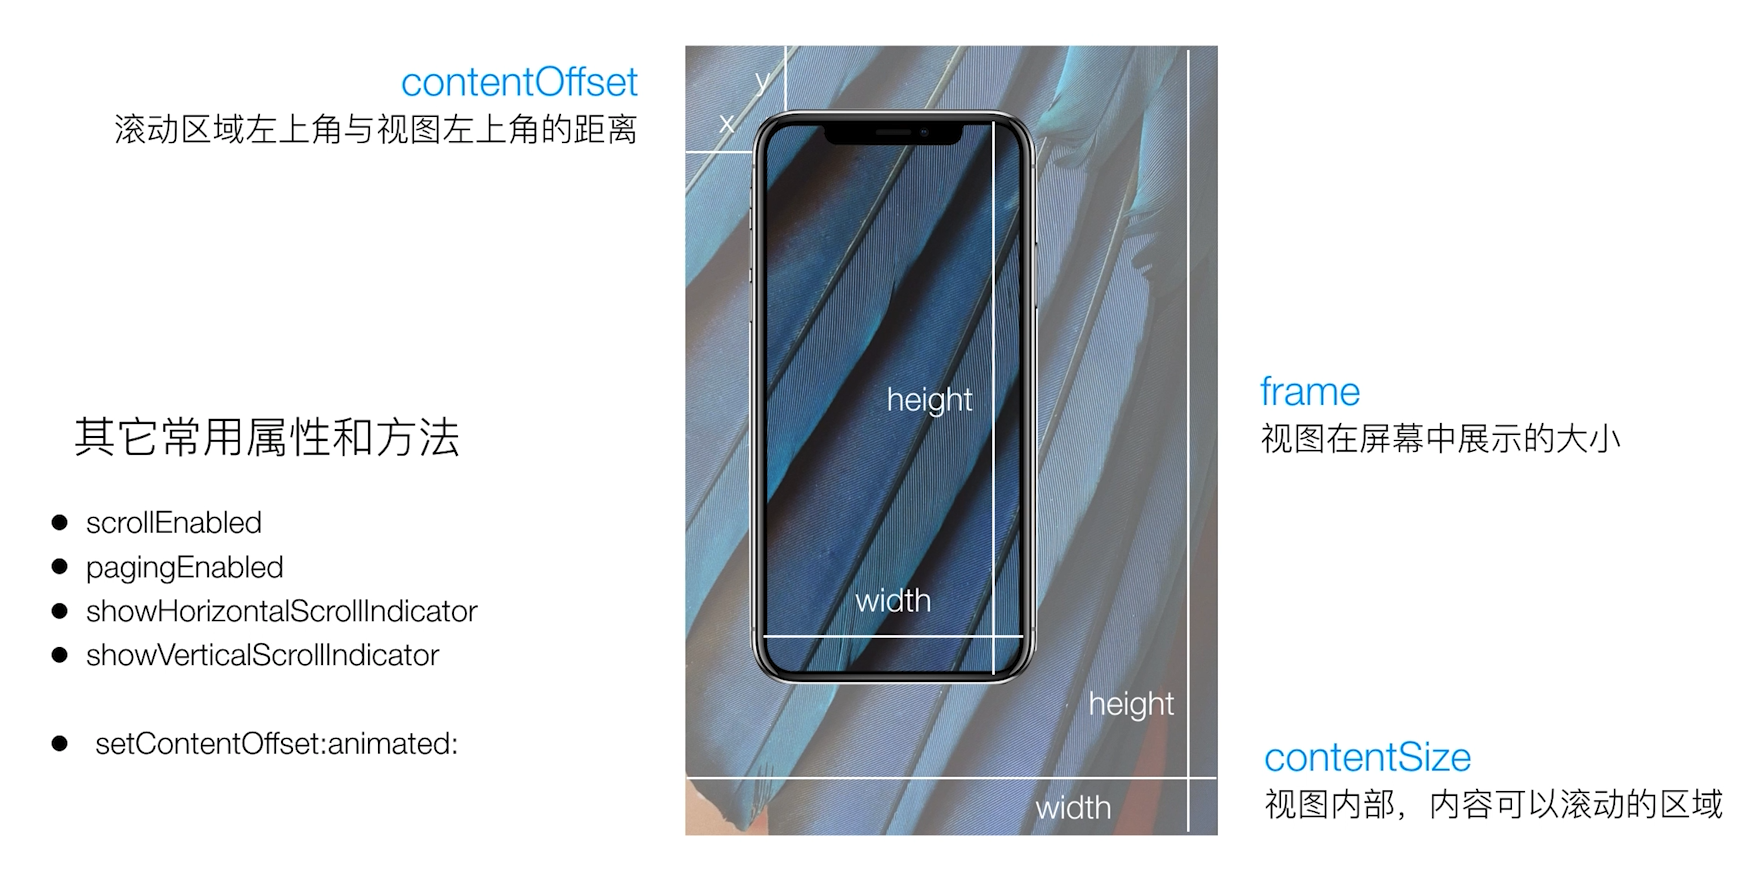 contentOffset
滚动区域左上角与视图左上角的距离
y
x
height
width
frame
视图在屏幕中展示的大小
其它常用属性和方法
● scrollEnabled
● pagingEnabled
● showHorizontalScrollIndicator
● showVerticalScrollIndicator
● setContentOffset:animated:
height
width
contentSize
视图内部，内容可以滚动的区域